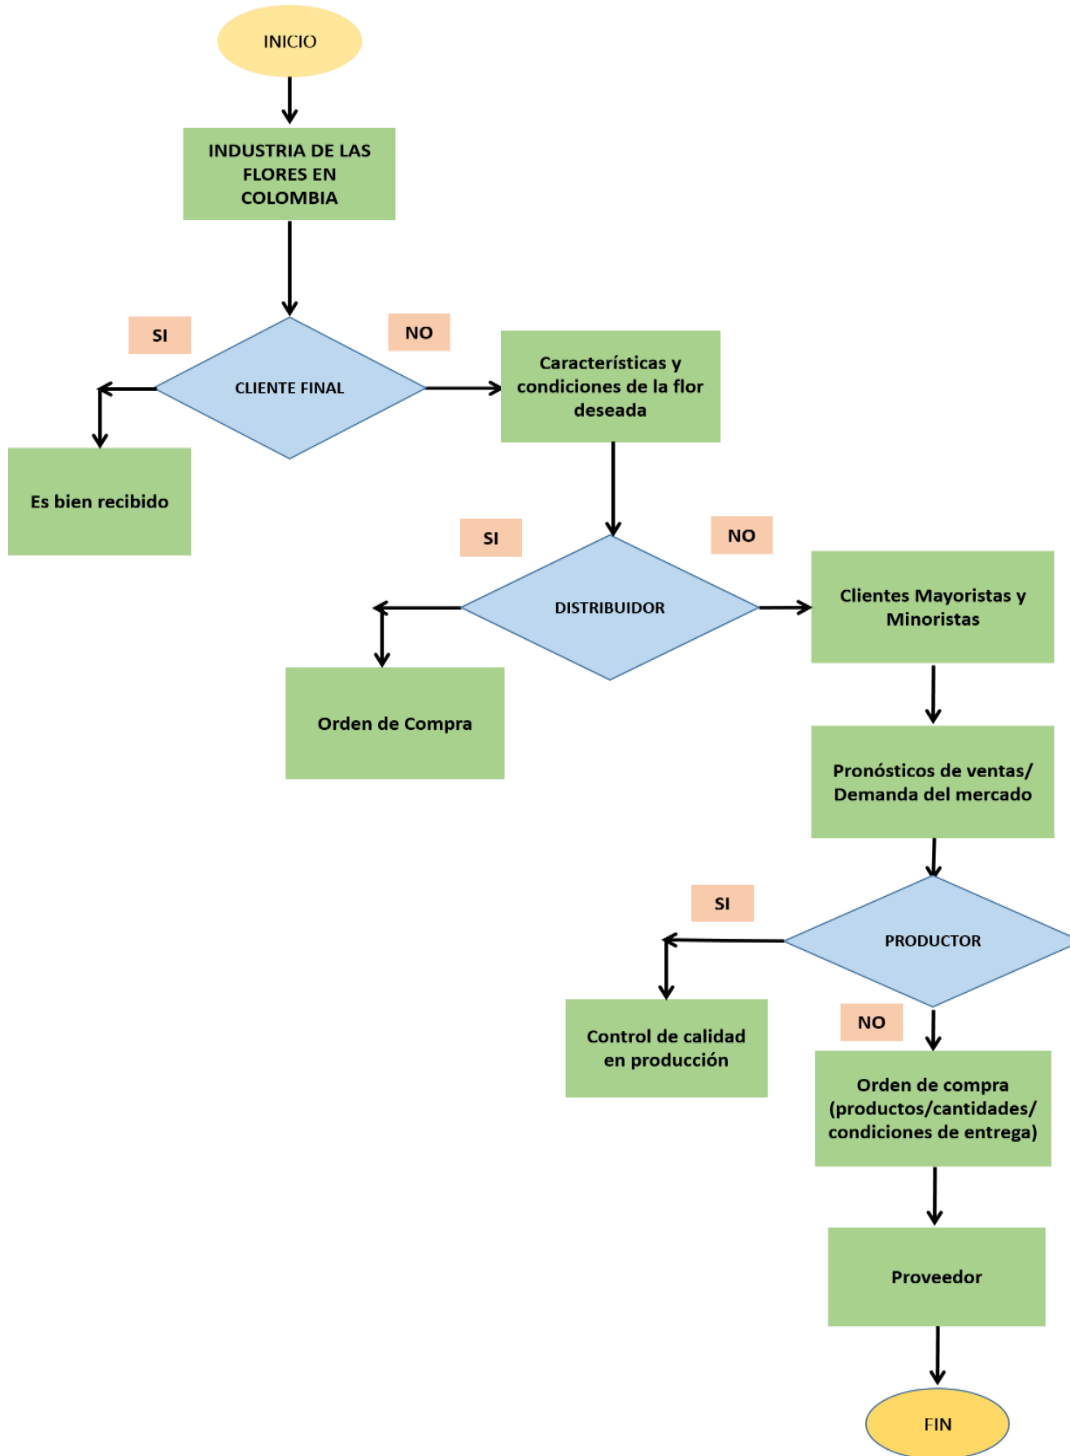 INICIO
INDUSTRIA DE LAS
FLORES EN
COLOMBIA
SI
NO
CLIENTE FINAL
Característicās y
condiciones de la flor
deseada
Es bien recibido
SI
NO
DISTRIBUIDOR
Clientes Mayoristas y
Minoristas
Orden de Compra
Pronósticos de ventas/
Demanda del mercado
SI
PRODUCTOR
NO
Control de calidad
en producción
Orden de compra
(productos/cantidades/
condiciones de entrega)
Proveedor
FIN